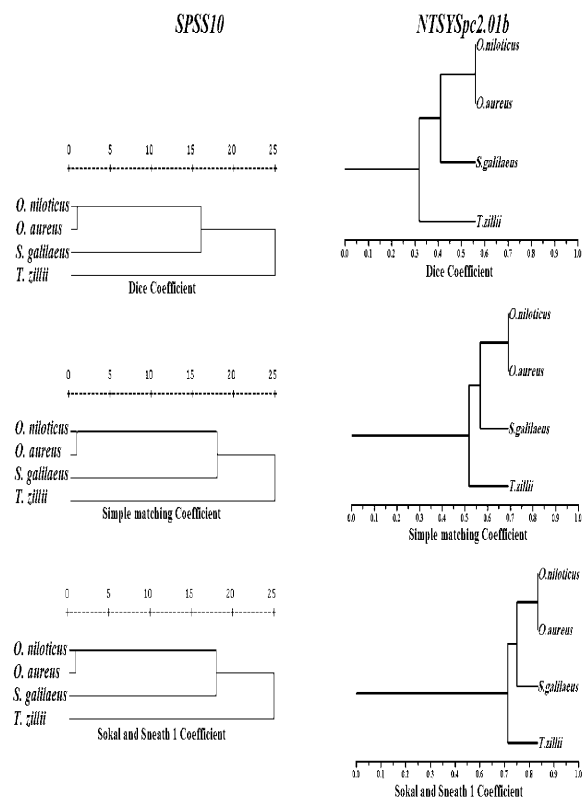 SPSS10
NTSYSpc2.01b
0 5 10 15 20 25
O. niloticus
O. aureus
S. galilaeus
T. zillii
Dice Coefficient
O.niloticus
O.aureus
S.galilaeus
T.zillii
0.0 0.1 0.2 0.3 0.4 0.5 0.6 0.7 0.8 0.9 1.0
Dice Coefficient
0 5 10 15 20 25
O. niloticus
O. aureus
S. galilaeus
T. zillii
Simple matching Coefficient
O.niloticus
O.aureus
S.galilaeus
T.zillii
0.0 0.1 0.2 0.3 0.4 0.5 0.6 0.7 0.8 0.9 1.0
Simple matching Coefficient
0 5 10 15 20 25
O. niloticus
O. aureus
S. galilaeus
T. zillii
Sokal and Sneath 1 Coefficient
O.niloticus
O.aureus
S.galilaeus
T.zillii
0.0 0.1 0.2 0.3 0.4 0.5 0.6 0.7 0.8 0.9 1.0
Sokal and Sneath 1 Coefficient